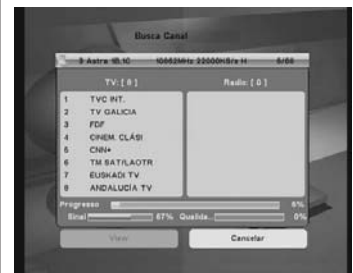 Busca Canal
3 Astra 1B,1C 10862MHz 22000KS/s H 6/66
TV: [ 8 ] Radio: [ 0 ]
1 TVC INT.
2 TV GALICIA
3 FDF
4 CINEM. CLÁSI
5 CNN+
6 TM SAT/LAOTR
7 EUSKADI TV
8 ANDALUCÍA TV
Progresso 6%
Sinal 67% Qualida.. 0%
View Cancelar